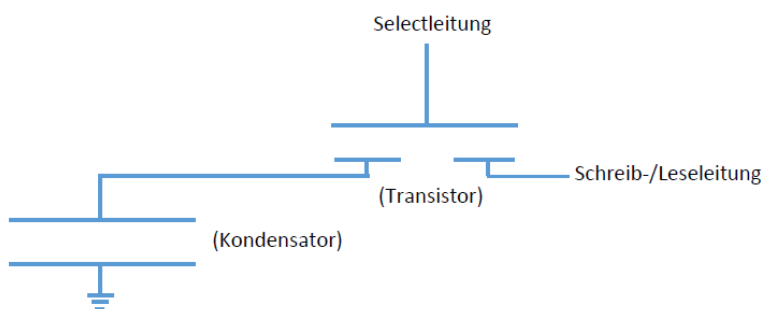 Selectleitung
Schreib-/Leseleitung
(Transistor)
(Kondensator)